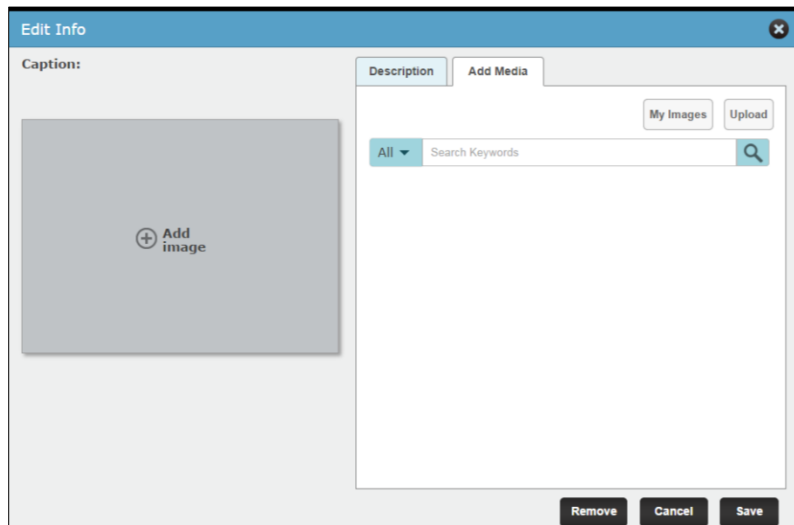 Edit Info
Caption:
Description
Add Media
My Images
Upload
All
Search Keywords
Add
image
Remove
Cancel
Save